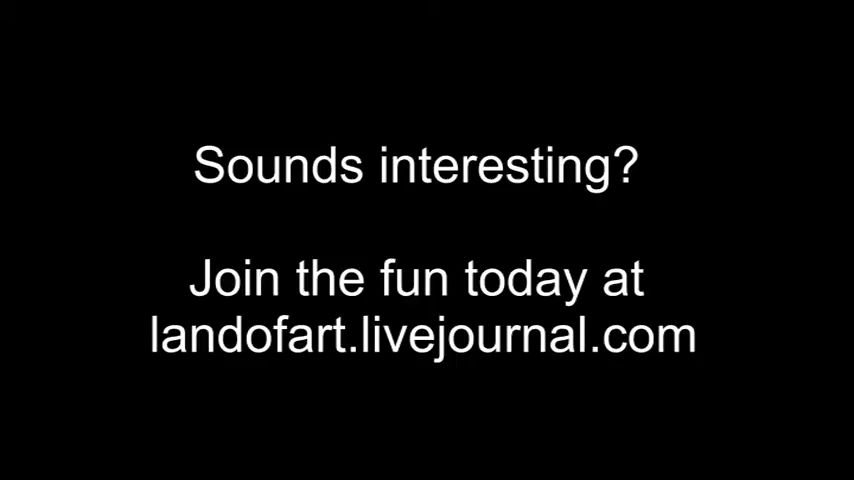 Sounds interesting?
Join the fun today at
landofart.livejournal.com